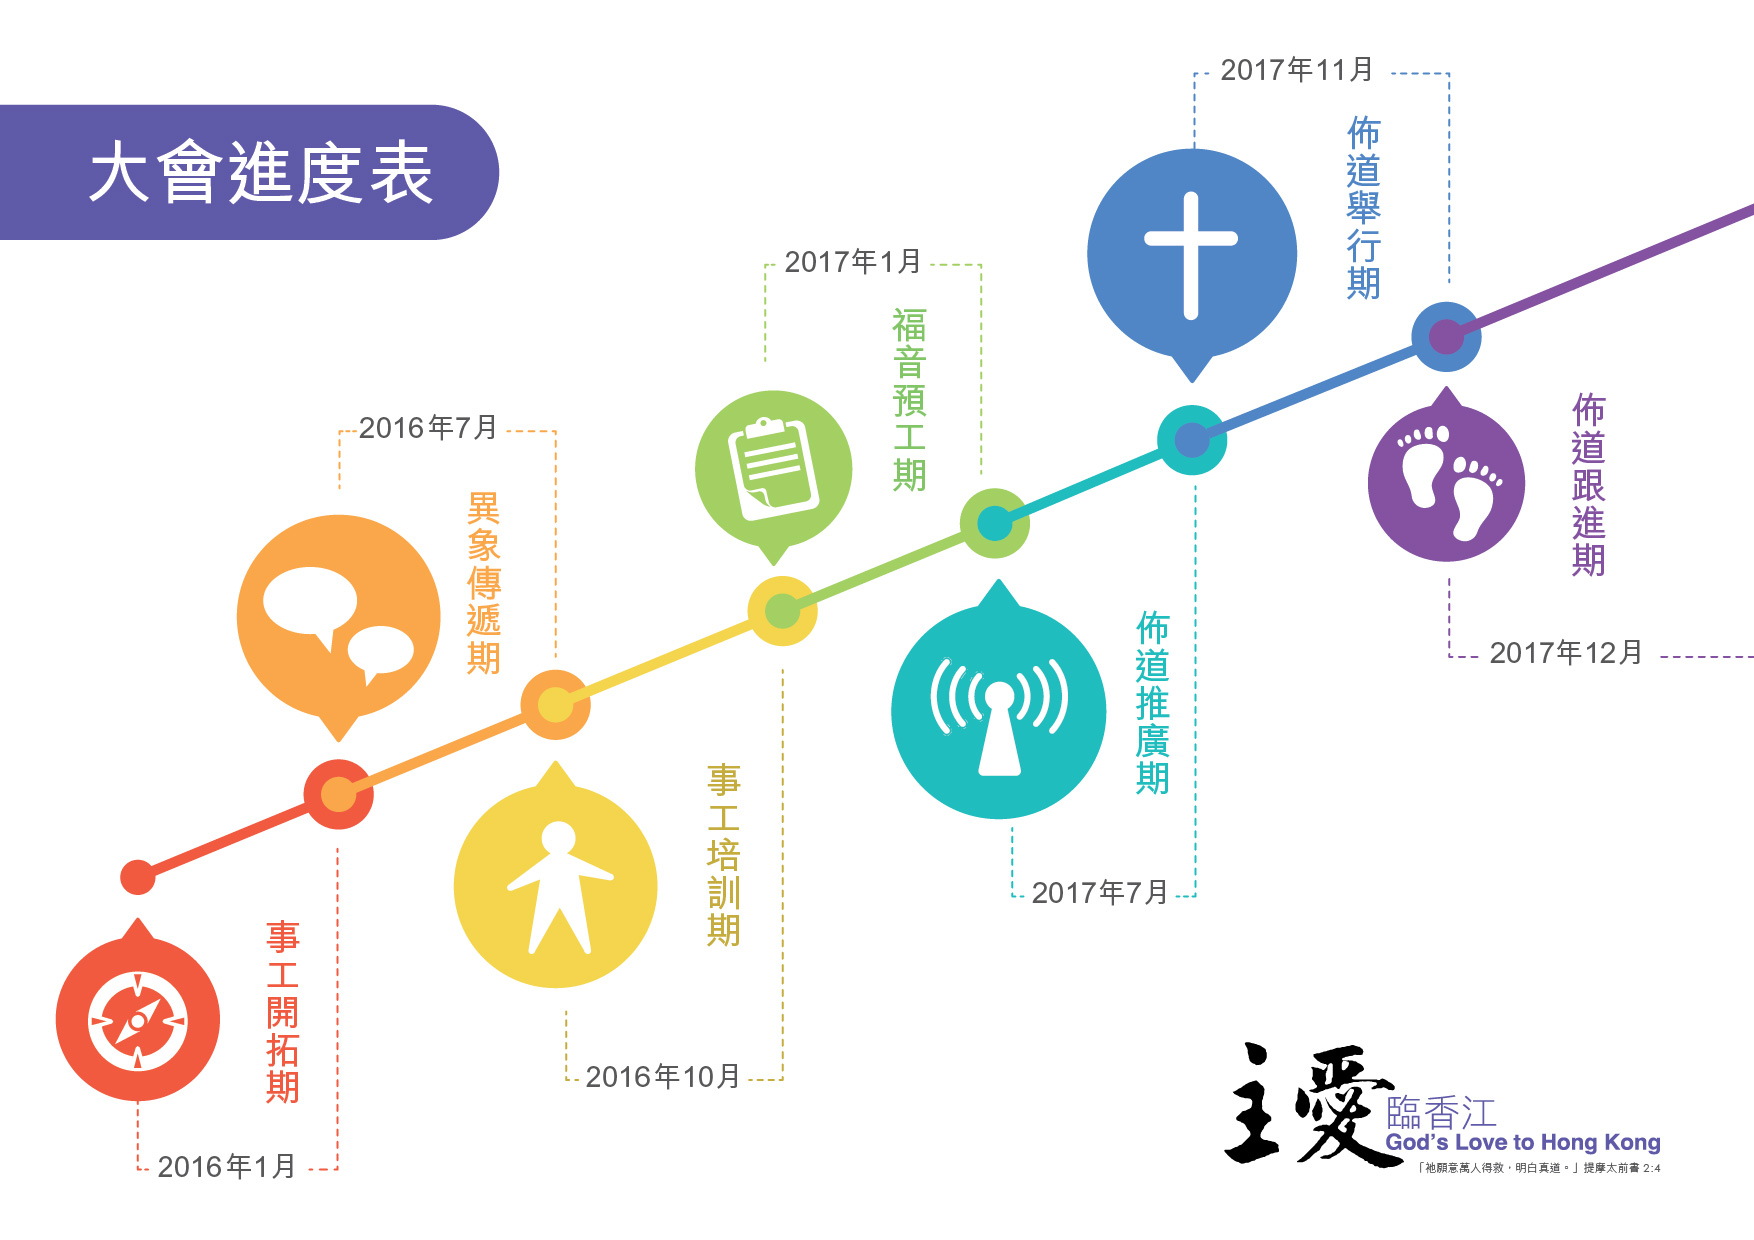 大會進度表
2016年1月
事工開拓期
2016年7月
異象傳遞期
2016年10月
事工培訓期
2017年1月
福音預工期
2017年7月
佈道推廣期
2017年11月
佈道舉行期
2017年12月
佈道跟進期
主愛臨香江
God's Love to Hong Kong
「祂願意萬人得救，明白真道。」提摩太前書 2:4